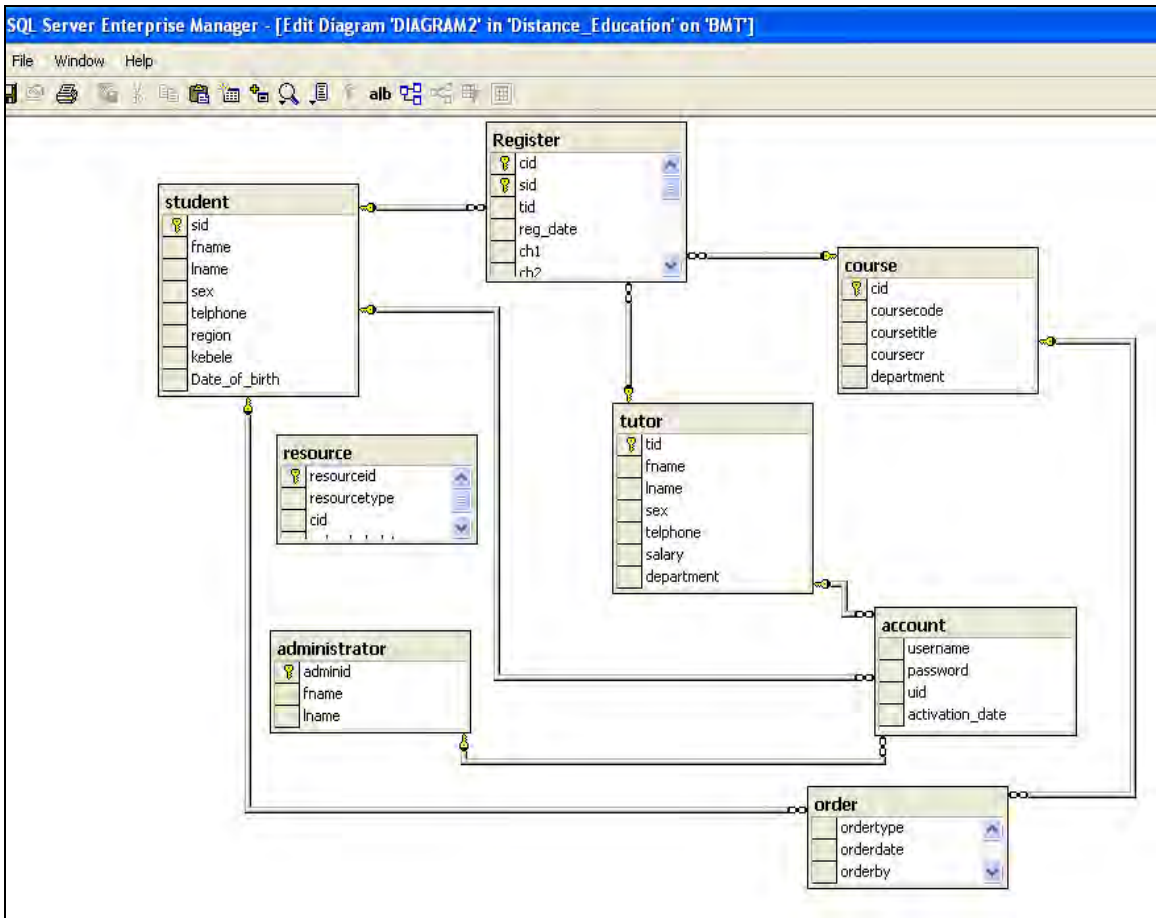 SQL Server Enterprise Manager - [Edit Diagram 'DIAGRAM2' in 'Distance_Education' on 'BMT']
File Window Help
alb
Register
cid
sid
tid
reg_date
ch1
ch2
student
sid
fname
lname
sex
telphone
region
kebele
Date_of_birth
course
cid
coursecode
coursetitle
coursecr
department
tutor
tid
fname
lname
sex
telphone
salary
department
resource
resourceid
resourcetype
cid
administrator
adminid
fname
lname
account
username
password
uid
activation_date
order
ordertype
orderdate
orderby